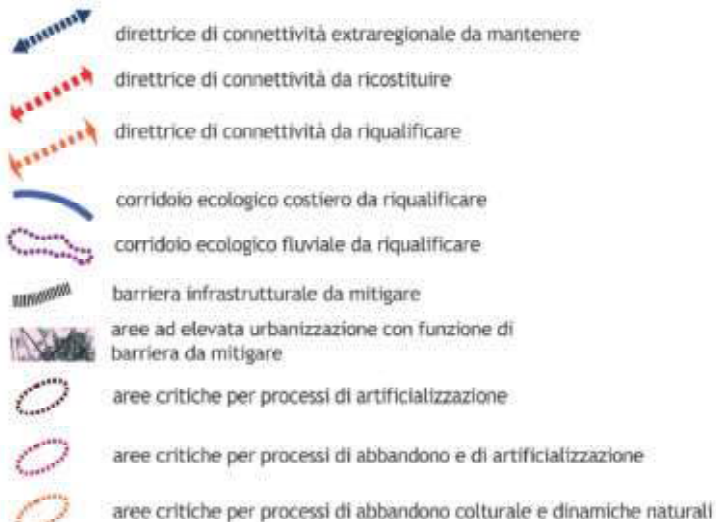 direttrice di connettività extraregionale da mantenere
direttrice di connettività da ricostituire
direttrice di connettività da riqualificare
corridoio ecologico costiero da riqualificare
corridoio ecologico fluviale da riqualificare
barriera infrastrutturale da mitigare
aree ad elevata urbanizzazione con funzione di
barriera da mitigare
aree critiche per processi di artificializzazione
aree critiche per processi di abbandono e di artificializzazione
aree critiche per processi di abbandono colturale e dinamiche naturali